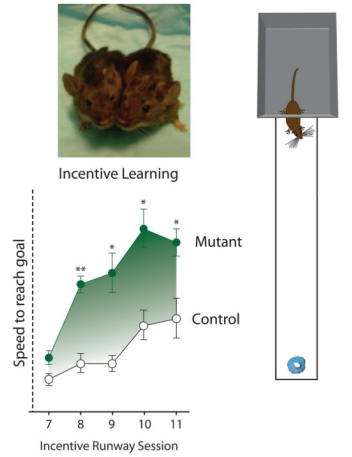 Incentive Learning
Speed to reach goal
**
*
*
*
Mutant
Control
7 8 9 10 11
Incentive Runway Session